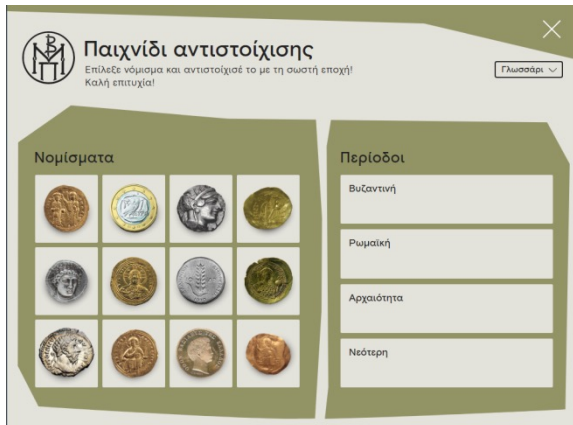 Παιχνίδι αντιστοίχισης
Επίλεξε νόμισμα και αντιστοίχισέ το με τη σωστή εποχή!
Καλή επιτυχία!
Γλωσσάρι
Νομίσματα
Περίοδοι
Βυζαντινή
Ρωμαϊκή
Αρχαιότητα
Νεότερη